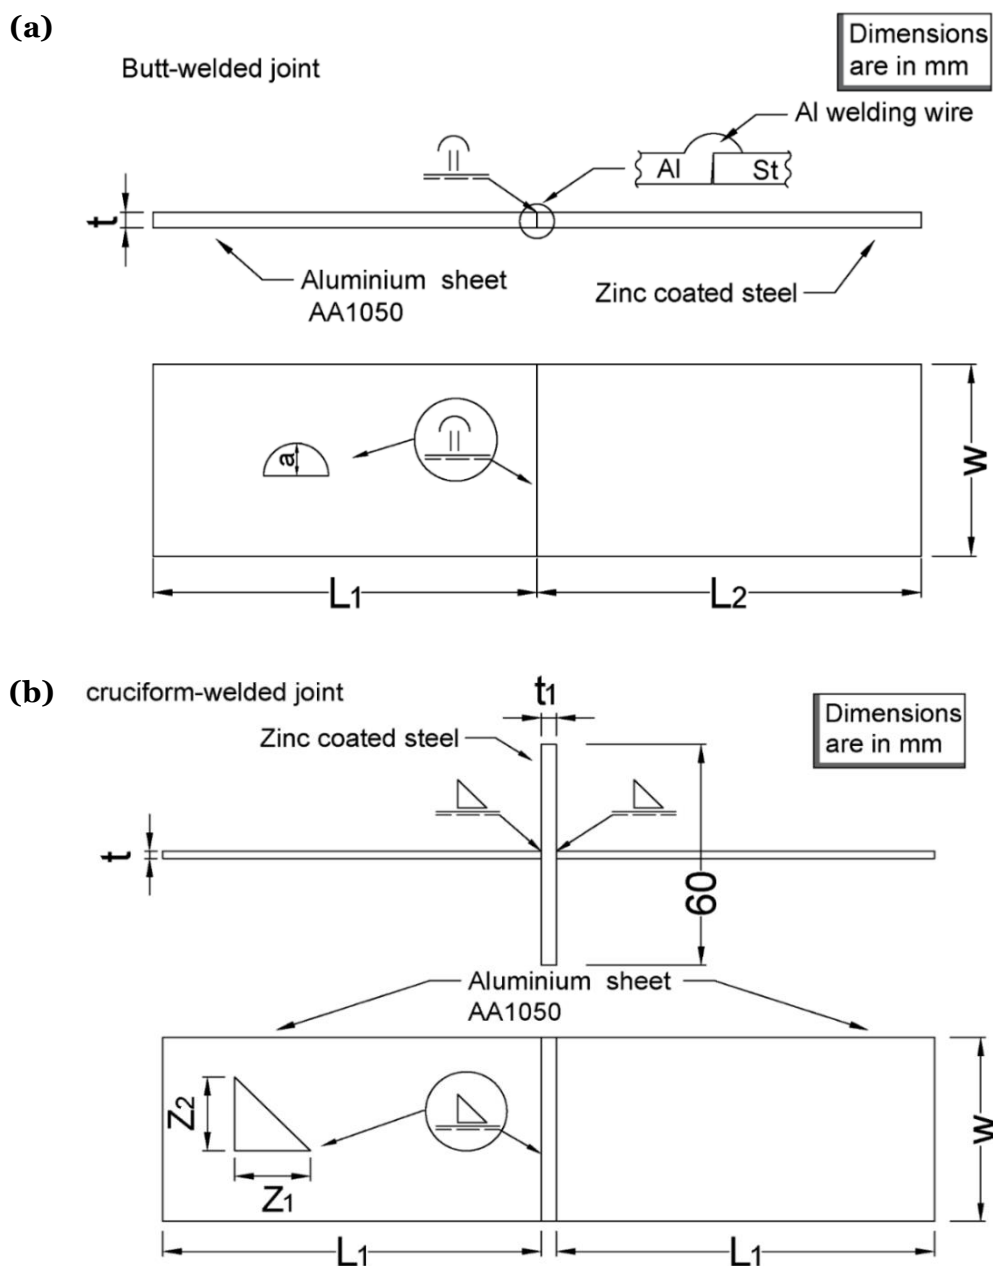 (a)
Butt-welded joint
Dimensions
are in mm
Al welding wire
Al
St
t
Aluminium sheet
AA1050
Zinc coated steel
a
W
L1
L2
(b)
cruciform-welded joint
t1
Dimensions
are in mm
Zinc coated steel
t
60
Aluminium sheet
AA1050
Z2
Z1
W
L1
L1